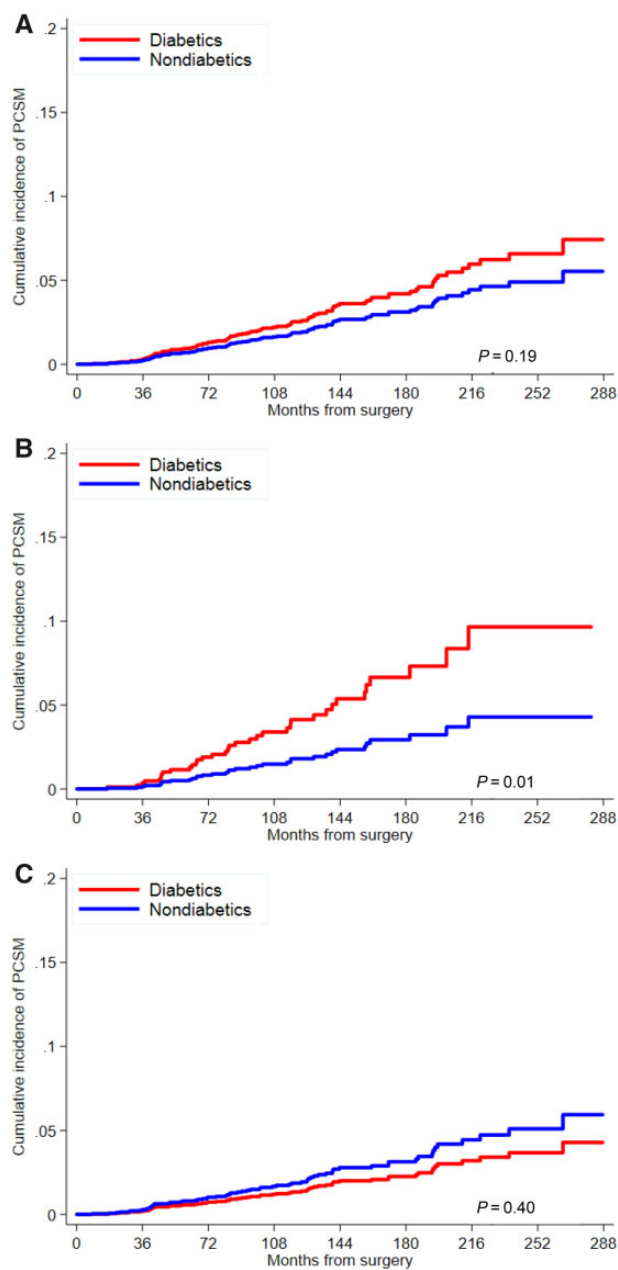 A
Diabetics
Nondiabetics
Cumulative incidence of PCSM
.2
.15
.1
.05
0
P = 0.19
0 36 72 108 144 180 216 252 288
Months from surgery
B
Diabetics
Nondiabetics
Cumulative incidence of PCSM
.2
.15
.1
.05
0
P = 0.01
0 36 72 108 144 180 216 252 288
Months from surgery
C
Diabetics
Nondiabetics
Cumulative incidence of PCSM
.2
.15
.1
.05
0
P = 0.40
0 36 72 108 144 180 216 252 288
Months from surgery